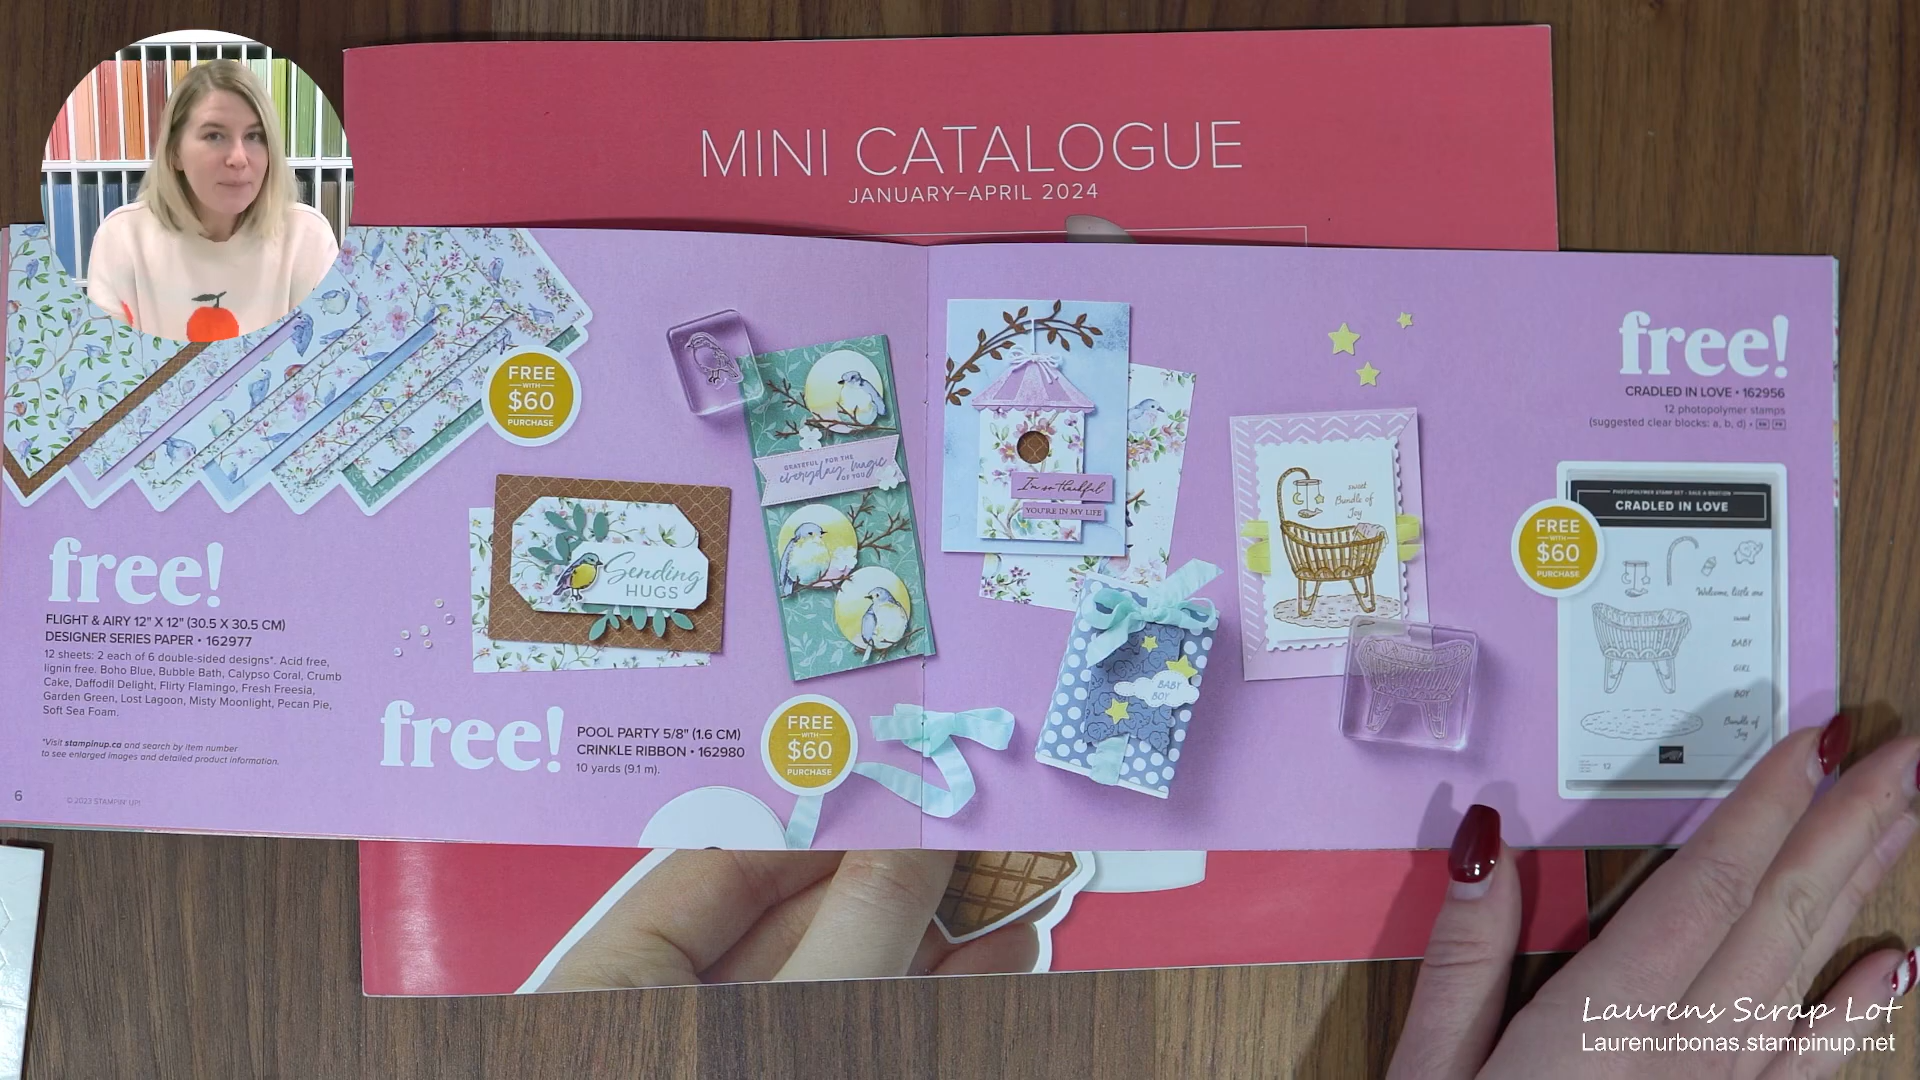 MINI CATALOGUE
JANUARY–APRIL 2024
FREE
WITH
$60
PURCHASE
free!
FLIGHT & AIRY 12" X 12" (30.5 X 30.5 CM)
DESIGNER SERIES PAPER • 162977
12 sheets: 2 each of 6 double-sided designs*. Acid free,
lignin free. Boho Blue, Bubble Bath, Calypso Coral, Crumb
Cake, Daffodil Delight, Flirty Flamingo, Fresh Freesia,
Garden Green, Lost Lagoon, Misty Moonlight, Pecan Pie,
Soft Sea Foam.
*Visit stampinup.ca and search by item number
to see enlarged images and detailed product information.
6
© 2023 STAMPIN' UP!
Sending
HUGS
GRATEFUL FOR THE
everyday magic
OF YOU
free!
POOL PARTY 5/8" (1.6 CM)
CRINKLE RIBBON • 162980
10 yards (9.1 m).
FREE
WITH
$60
PURCHASE
I'm so thankful
YOU'RE IN MY LIFE
BABY
BOY
sweet
Bundle of
Joy
free!
CRADLED IN LOVE • 162956
12 photopolymer stamps
(suggested clear blocks: a, b, d) •
FREE
WITH
$60
PURCHASE
PHOTOPOLYMER STAMP SET • SALE-A-BRATION
CRADLED IN LOVE
Welcome, little one
sweet
BABY
GIRL
BOY
Bundle of
Joy
12
Laurens Scrap Lot
Laurenurbonas.stampinup.net